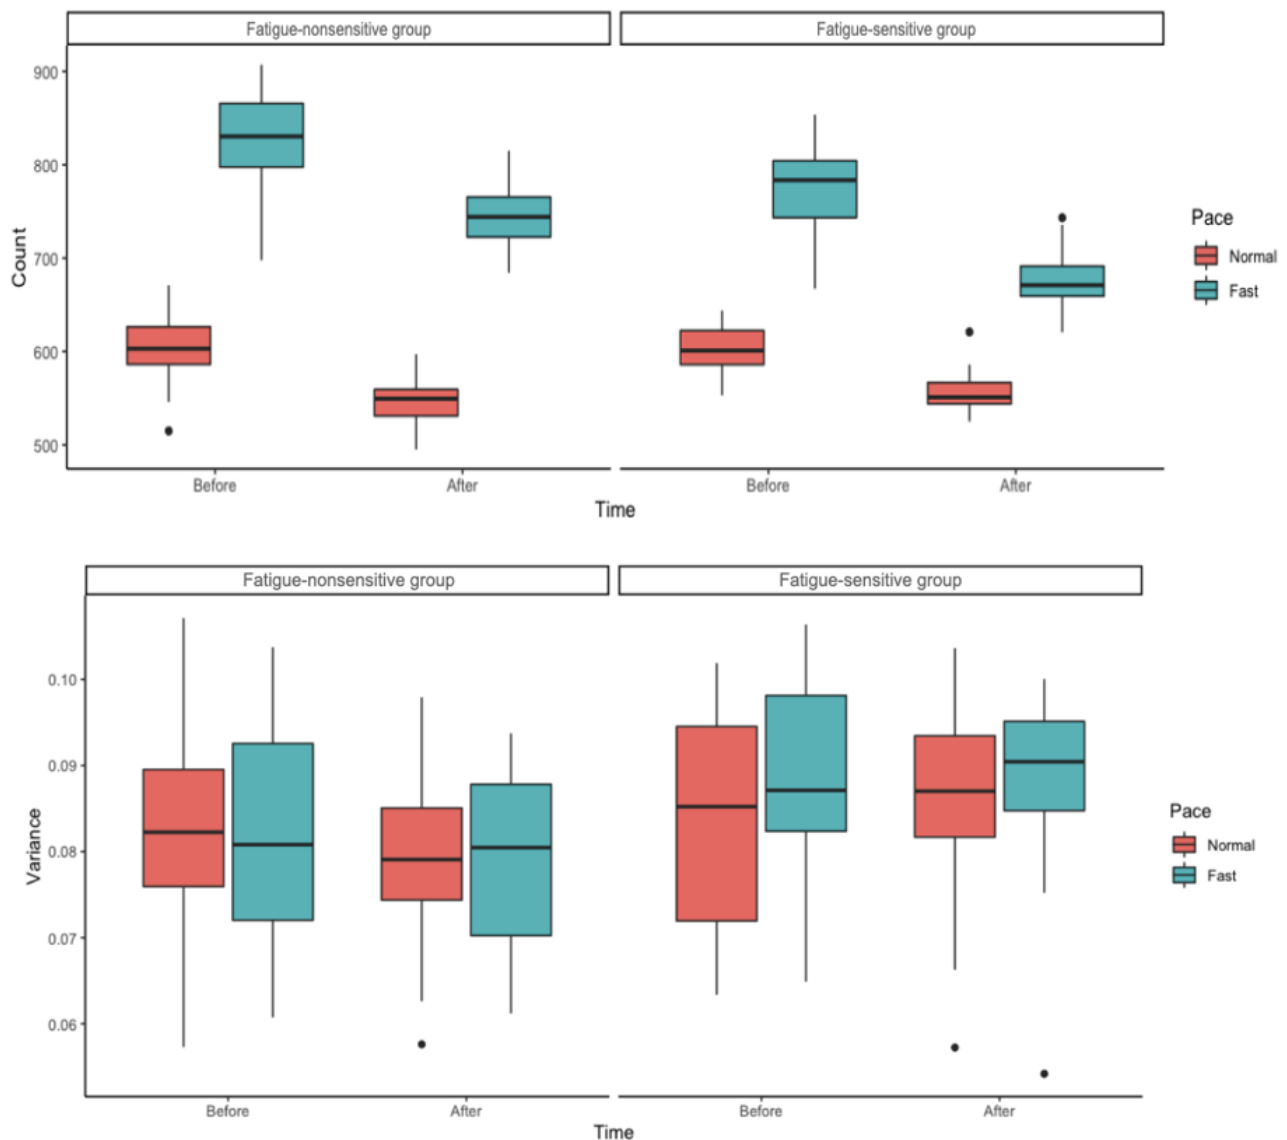 Fatigue-nonsensitive group
Fatigue-sensitive group
900
800
700
600
500
Count
Before
After
Before
After
Time
Pace
Normal
Fast
Fatigue-nonsensitive group
Fatigue-sensitive group
0.10
0.09
0.08
0.07
0.06
Variance
Before
After
Before
After
Time
Pace
Normal
Fast